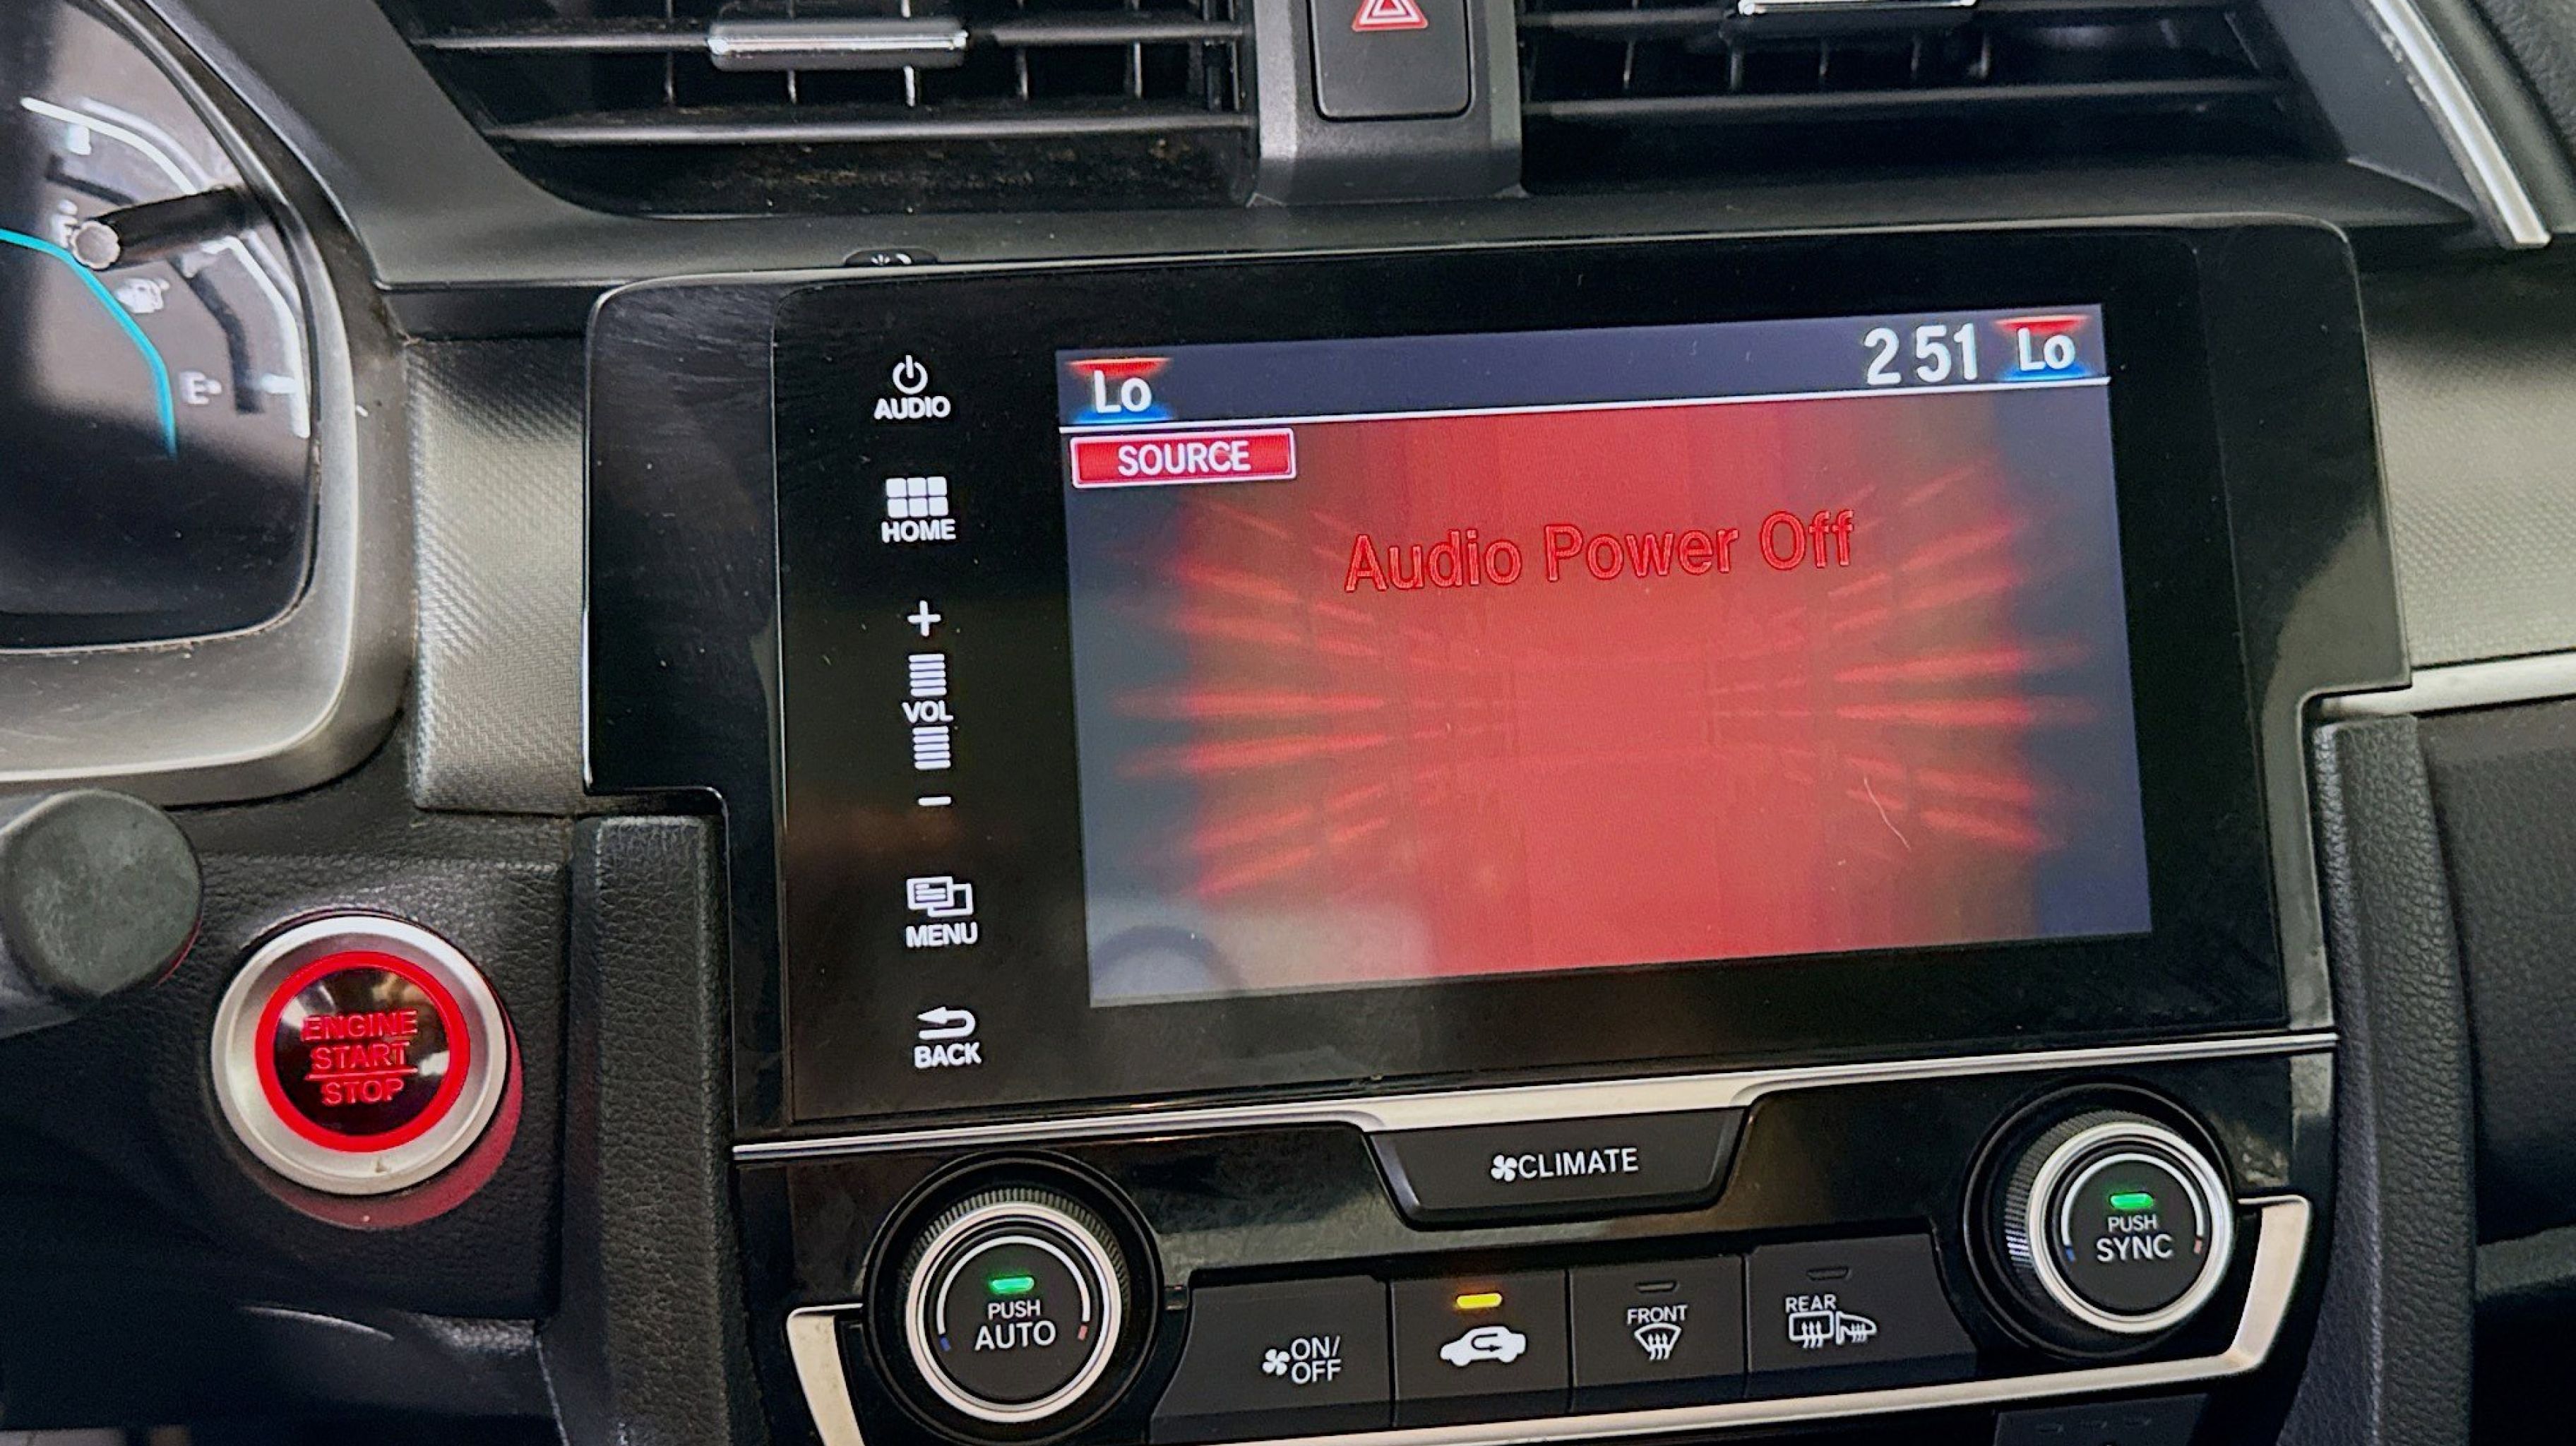 E
AUDIO
Lo
2 51
Lo
SOURCE
HOME
Audio Power Off
+
VOL
-
MENU
BACK
ENGINE
START
STOP
CLIMATE
PUSH
AUTO
PUSH
SYNC
ON/
OFF
FRONT
REAR